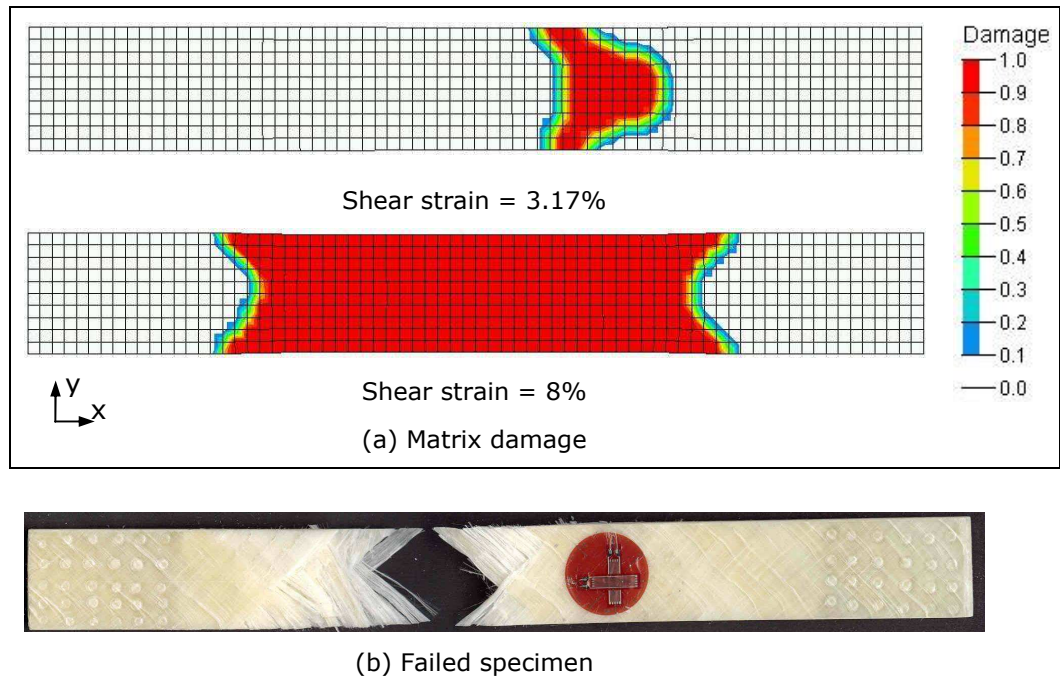 Damage
1.0
0.9
0.8
0.7
0.6
0.5
0.4
0.3
0.2
0.1
0.0
Shear strain = 3.17%
Shear strain = 8%
y
x
(a) Matrix damage
(b) Failed specimen